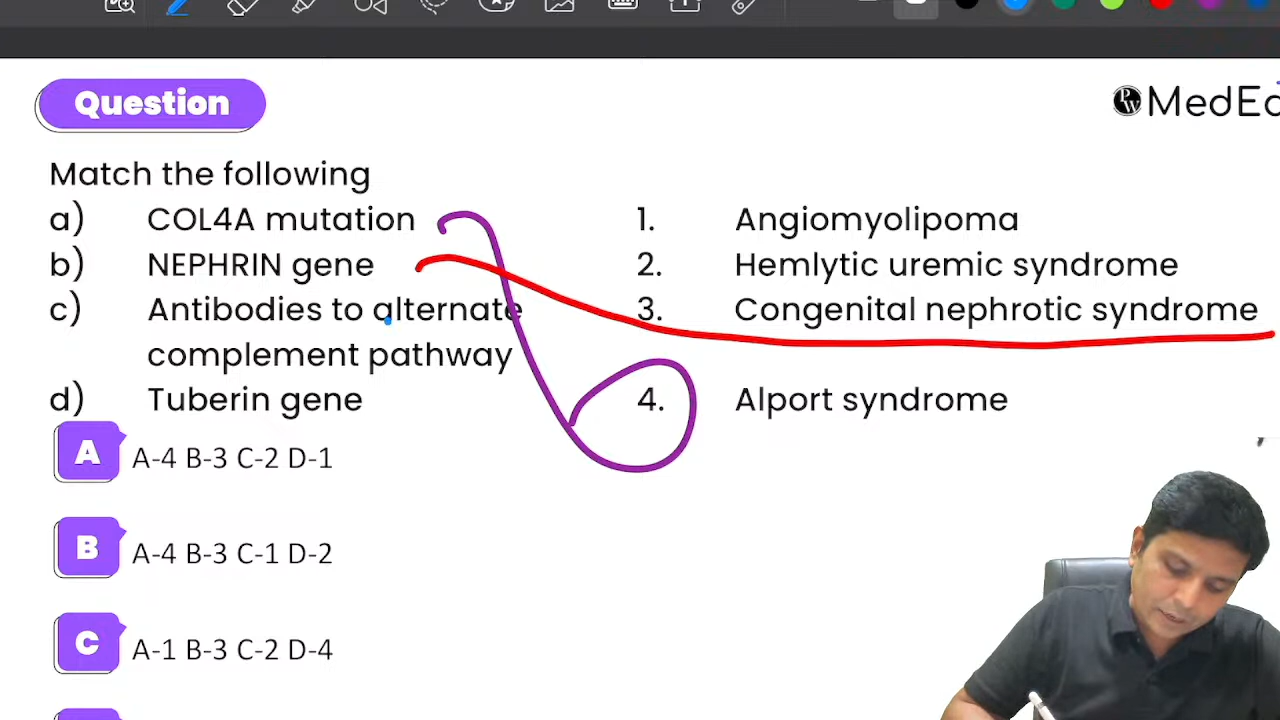 Question
PW MedEd
Match the following
a) COL4A mutation 1. Angiomyolipoma
b) NEPHRIN gene 2. Hemlytic uremic syndrome
c) Antibodies to alternate 3. Congenital nephrotic syndrome
complement pathway
d) Tuberin gene 4. Alport syndrome
A A-4 B-3 C-2 D-1
B A-4 B-3 C-1 D-2
C A-1 B-3 C-2 D-4